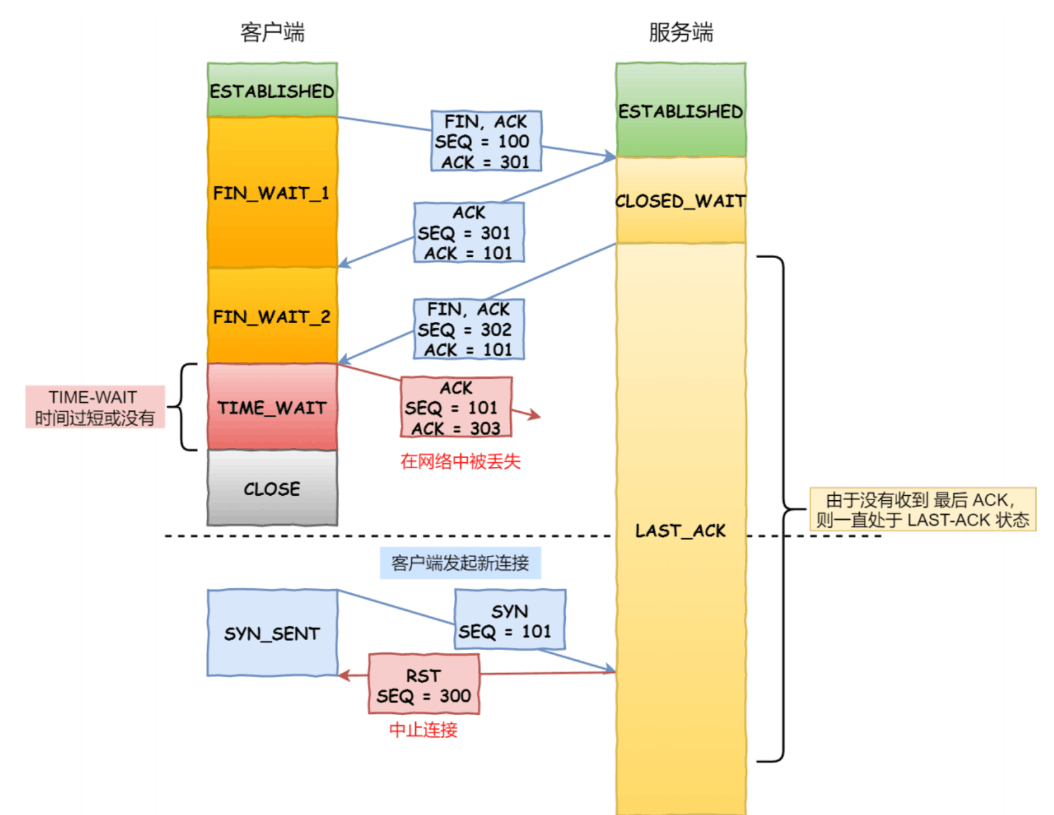 客户端
服务端
ESTABLISHED
ESTABLISHED
FIN, ACK
SEQ = 100
ACK = 301
FIN_WAIT_1
CLOSED_WAIT
ACK
SEQ = 301
ACK = 101
FIN_WAIT_2
FIN, ACK
SEQ = 302
ACK = 101
TIME-WAIT
时间过短或没有
TIME_WAIT
ACK
SEQ = 101
ACK = 303
在网络中被丢失
CLOSE
LAST_ACK
由于没有收到 最后 ACK,
则一直处于 LAST-ACK 状态
客户端发起新连接
SYN_SENT
SYN
SEQ = 101
RST
SEQ = 300
中止连接